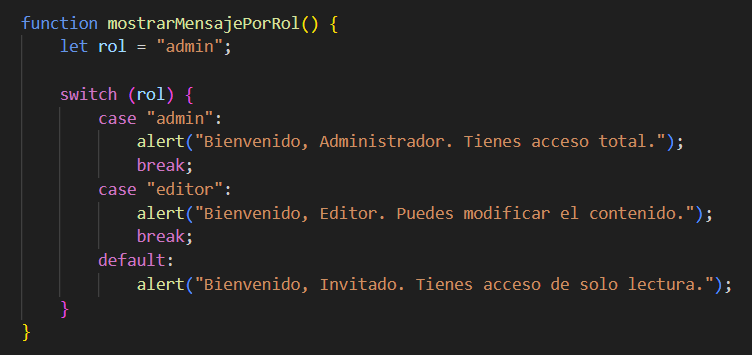 function mostrarMensajePorRol() {
    let rol = "admin";

    switch (rol) {
        case "admin":
            alert("Bienvenido, Administrador. Tienes acceso total.");
            break;
        case "editor":
            alert("Bienvenido, Editor. Puedes modificar el contenido.");
            break;
        default:
            alert("Bienvenido, Invitado. Tienes acceso de solo lectura.");
    }
}